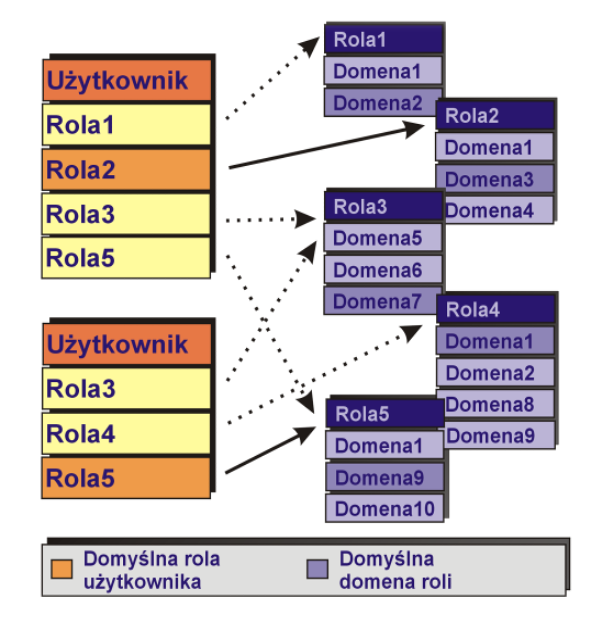 Użytkownik
Rola1
Rola2
Rola3
Rola5
Użytkownik
Rola3
Rola4
Rola5
Rola1
Domena1
Domena2
Rola2
Domena1
Domena3
Domena4
Rola3
Domena5
Domena6
Domena7
Rola4
Domena1
Domena2
Domena8
Domena9
Rola5
Domena1
Domena9
Domena10
Domyślna rola
użytkownika
Domyślna
domena roli